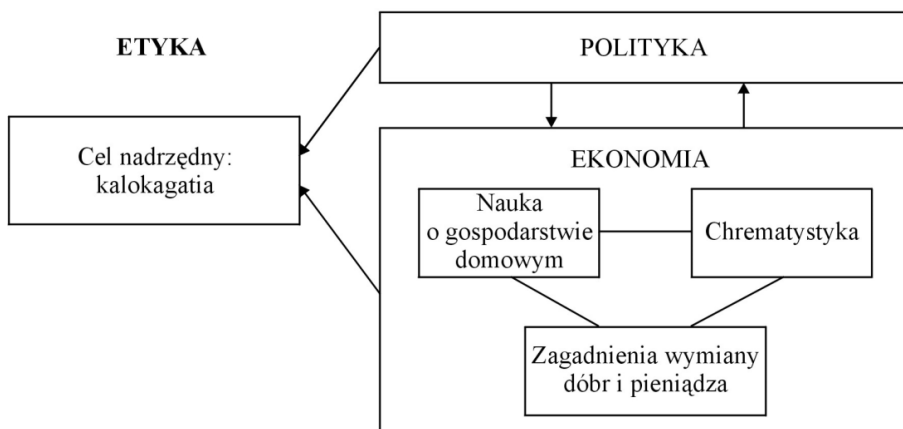 ETYKA
POLITYKA
Cel nadrzędny:
kalokagatia
EKONOMIA
Nauka
o gospodarstwie
domowym
Chrematystyka
Zagadnienia wymiany
dóbr i pieniądza